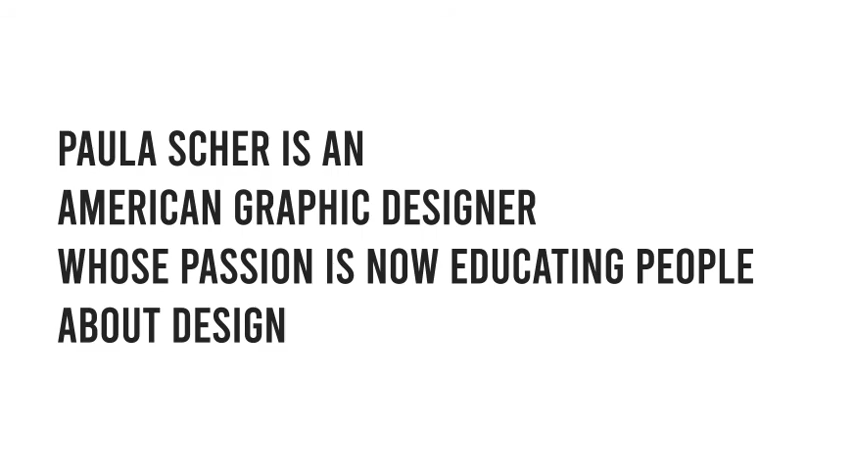 PAULA SCHER IS AN
AMERICAN GRAPHIC DESIGNER
WHOSE PASSION IS NOW EDUCATING PEOPLE
ABOUT DESIGN